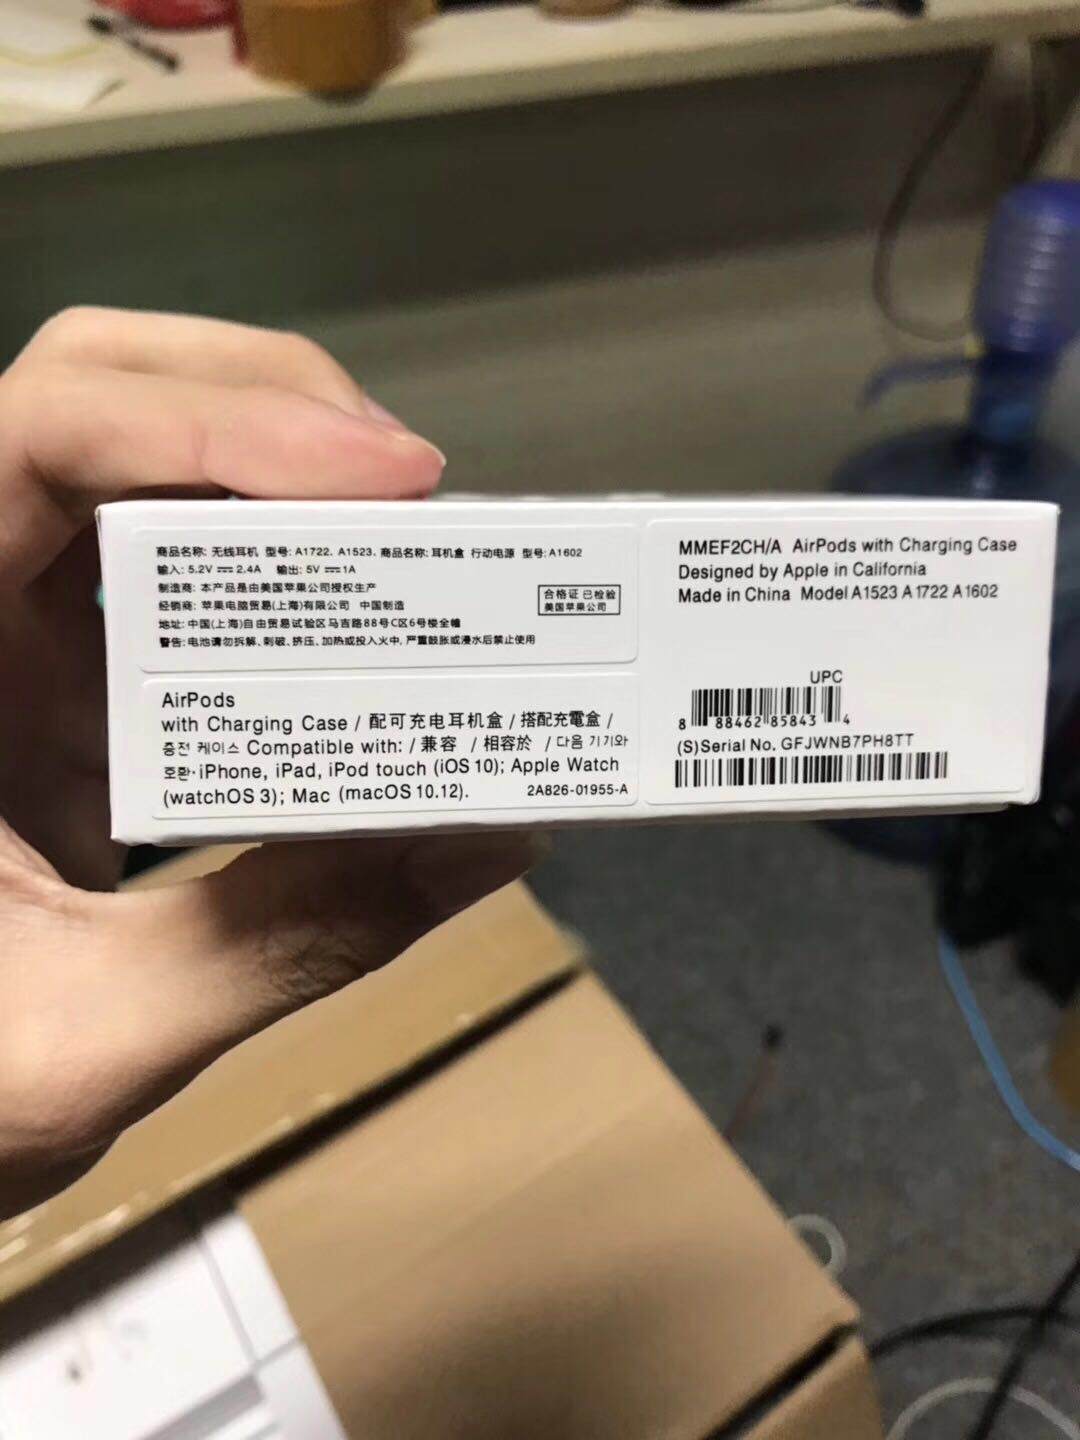 商品名称: 无线耳机 型号: A1722、A1523、商品名称: 耳机盒 行动电源 型号: A1602
输入: 5.2V ⎓ 2.4A 输出: 5V ⎓ 1A
制造商: 本产品是由美国苹果公司授权生产
经销商: 苹果电脑贸易(上海)有限公司 中国制造
地址: 中国(上海)自由贸易试验区马吉路88号C区6号楼全幢
警告: 电池请勿拆解、刺破、挤压、加热或投入火中, 严重鼓胀或浸水后禁止使用
合格证 已检验
美国苹果公司
AirPods
with Charging Case / 配可充电耳机盒 / 搭配充電盒 /
충전 케이스 Compatible with: / 兼容 / 相容於 / 다음 기기와
호환: iPhone, iPad, iPod touch (iOS 10); Apple Watch
(watchOS 3); Mac (macOS 10.12).
2A826-01955-A
MMEF2CH/A AirPods with Charging Case
Designed by Apple in California
Made in China Model A1523 A1722 A1602
UPC
8 88462 85843 4
(S)Serial No. GFJWNB7PH8TT